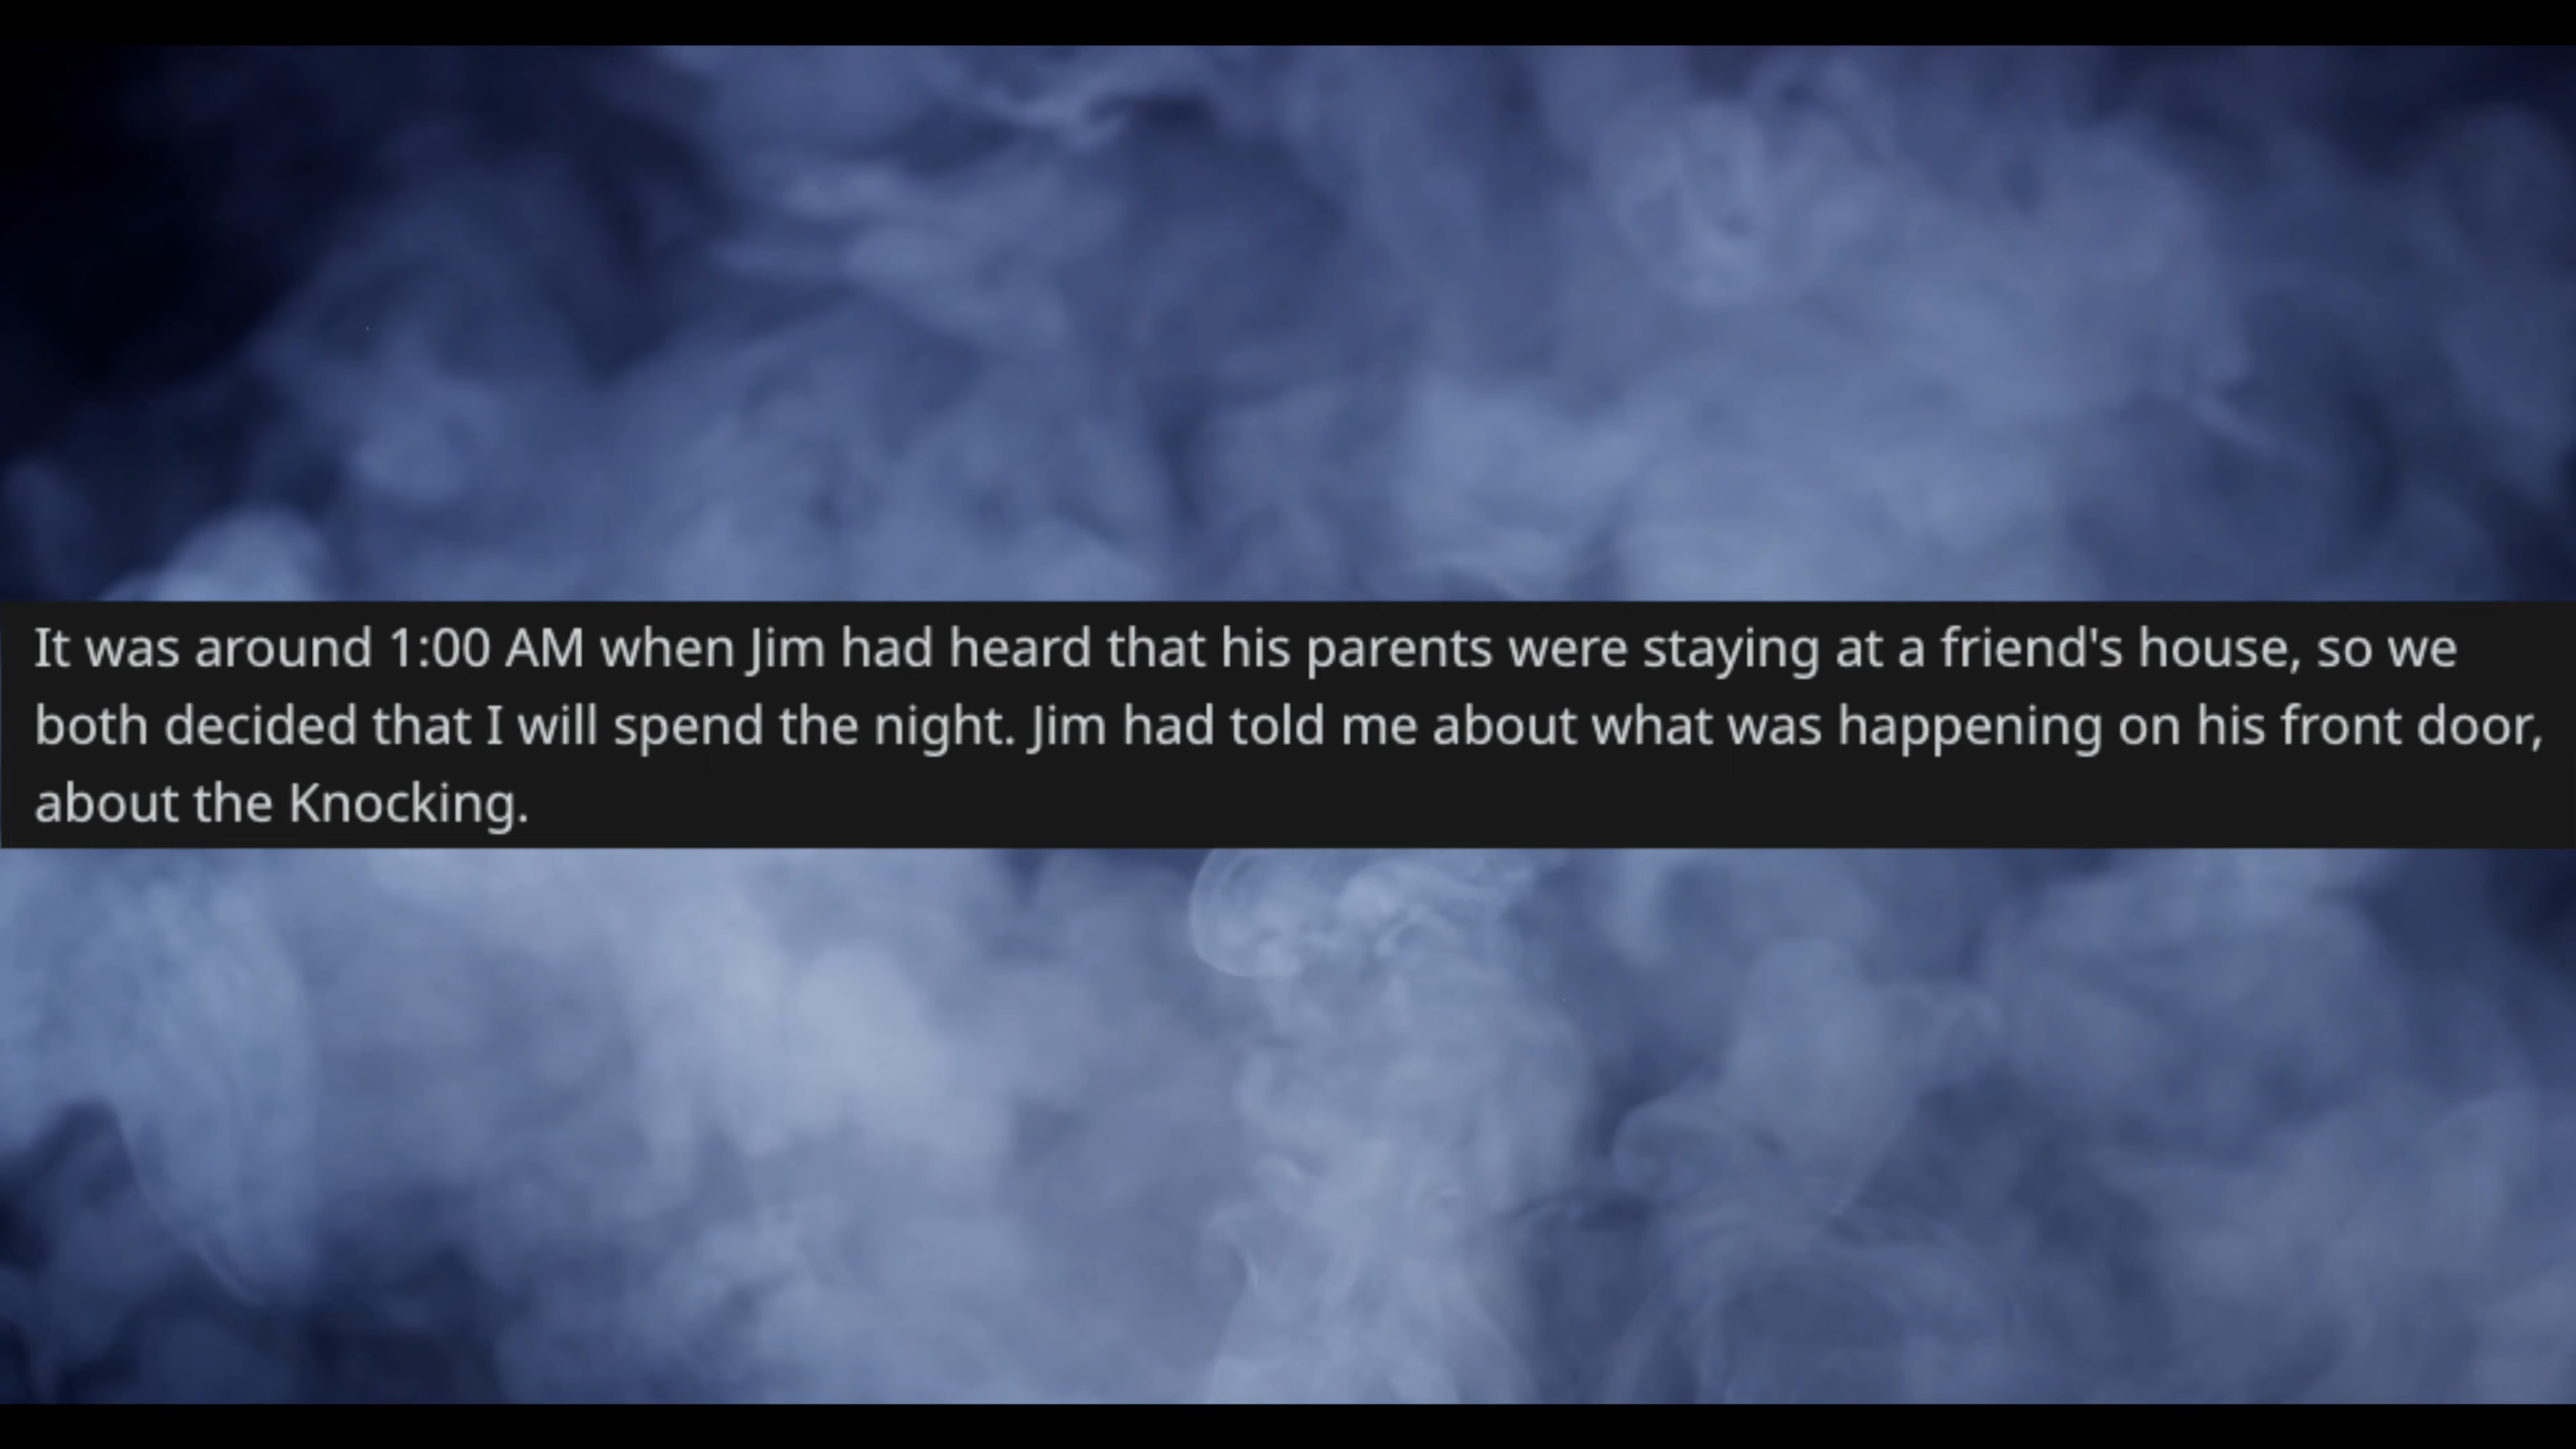 It was around 1:00 AM when Jim had heard that his parents were staying at a friend's house, so we
both decided that I will spend the night. Jim had told me about what was happening on his front door,
about the Knocking.